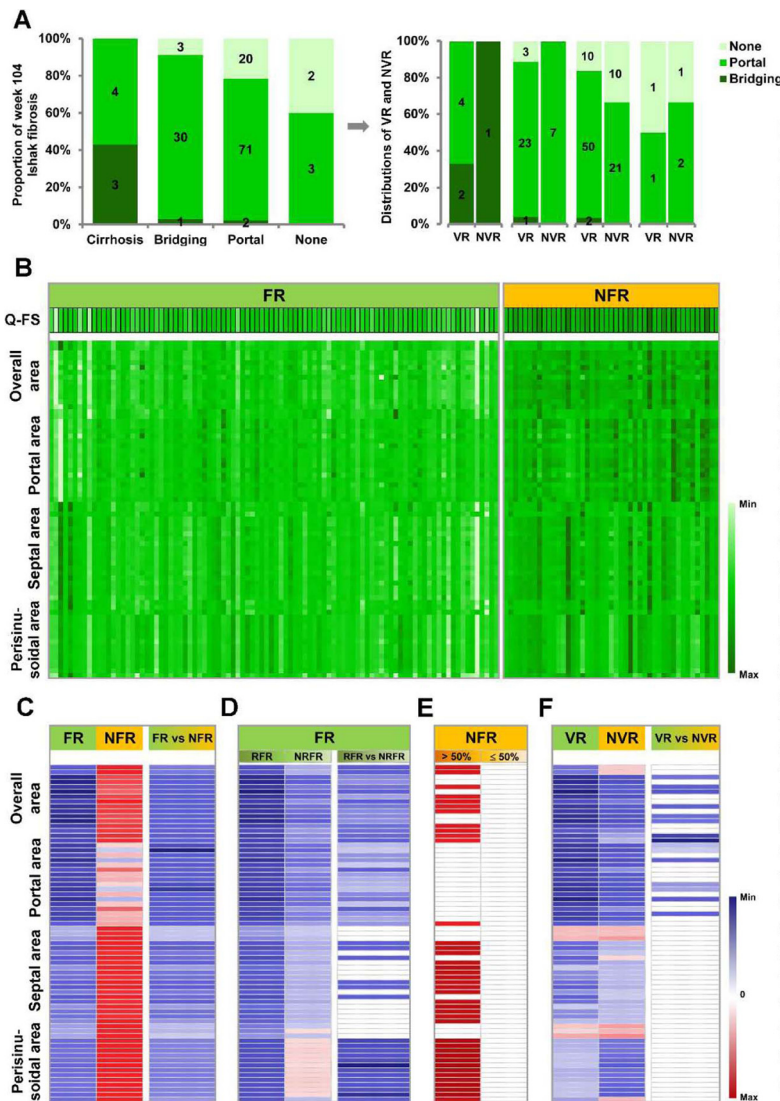 A
Proportion of week 104
Ishak fibrosis
100%
80%
60%
40%
20%
0%
4
3
3
30
1
20
71
2
2
3
Cirrhosis Bridging Portal None
Distributions of VR and NVR
100%
80%
60%
40%
20%
0%
4
2
1
3
23
1
7
10
50
2
10
21
1
1
1
2
VR NVR VR NVR VR NVR VR NVR
None
Portal
Bridging
B
FR NFR
Q-FS
Overall
area
Portal area
Septal area
Perisinu-
soidal area
Min
Max
C D E F
FR NFR FR vs NFR
FR
RFR NRFR RFR vs NRFR
NFR
> 50% ≤ 50%
VR NVR VR vs NVR
Overall
area
Portal area
Septal area
Perisinu-
soidal area
Min
0
Max